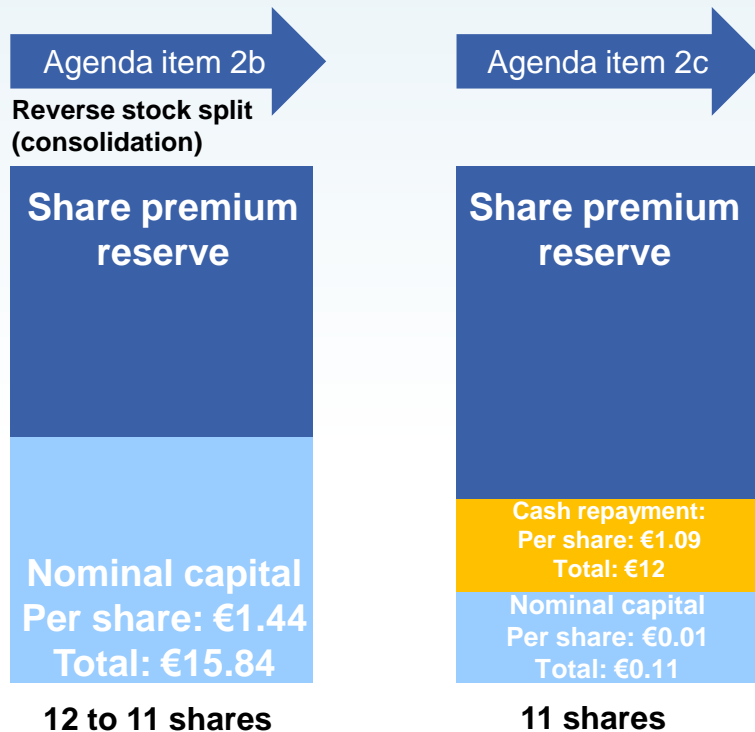 Agenda item 2b
Reverse stock split
(consolidation)
Share premium
reserve
Nominal capital
Per share: €1.44
Total: €15.84
12 to 11 shares
Agenda item 2c
Share premium
reserve
Cash repayment:
Per share: €1.09
Total: €12
Nominal capital
Per share: €0.01
Total: €0.11
11 shares